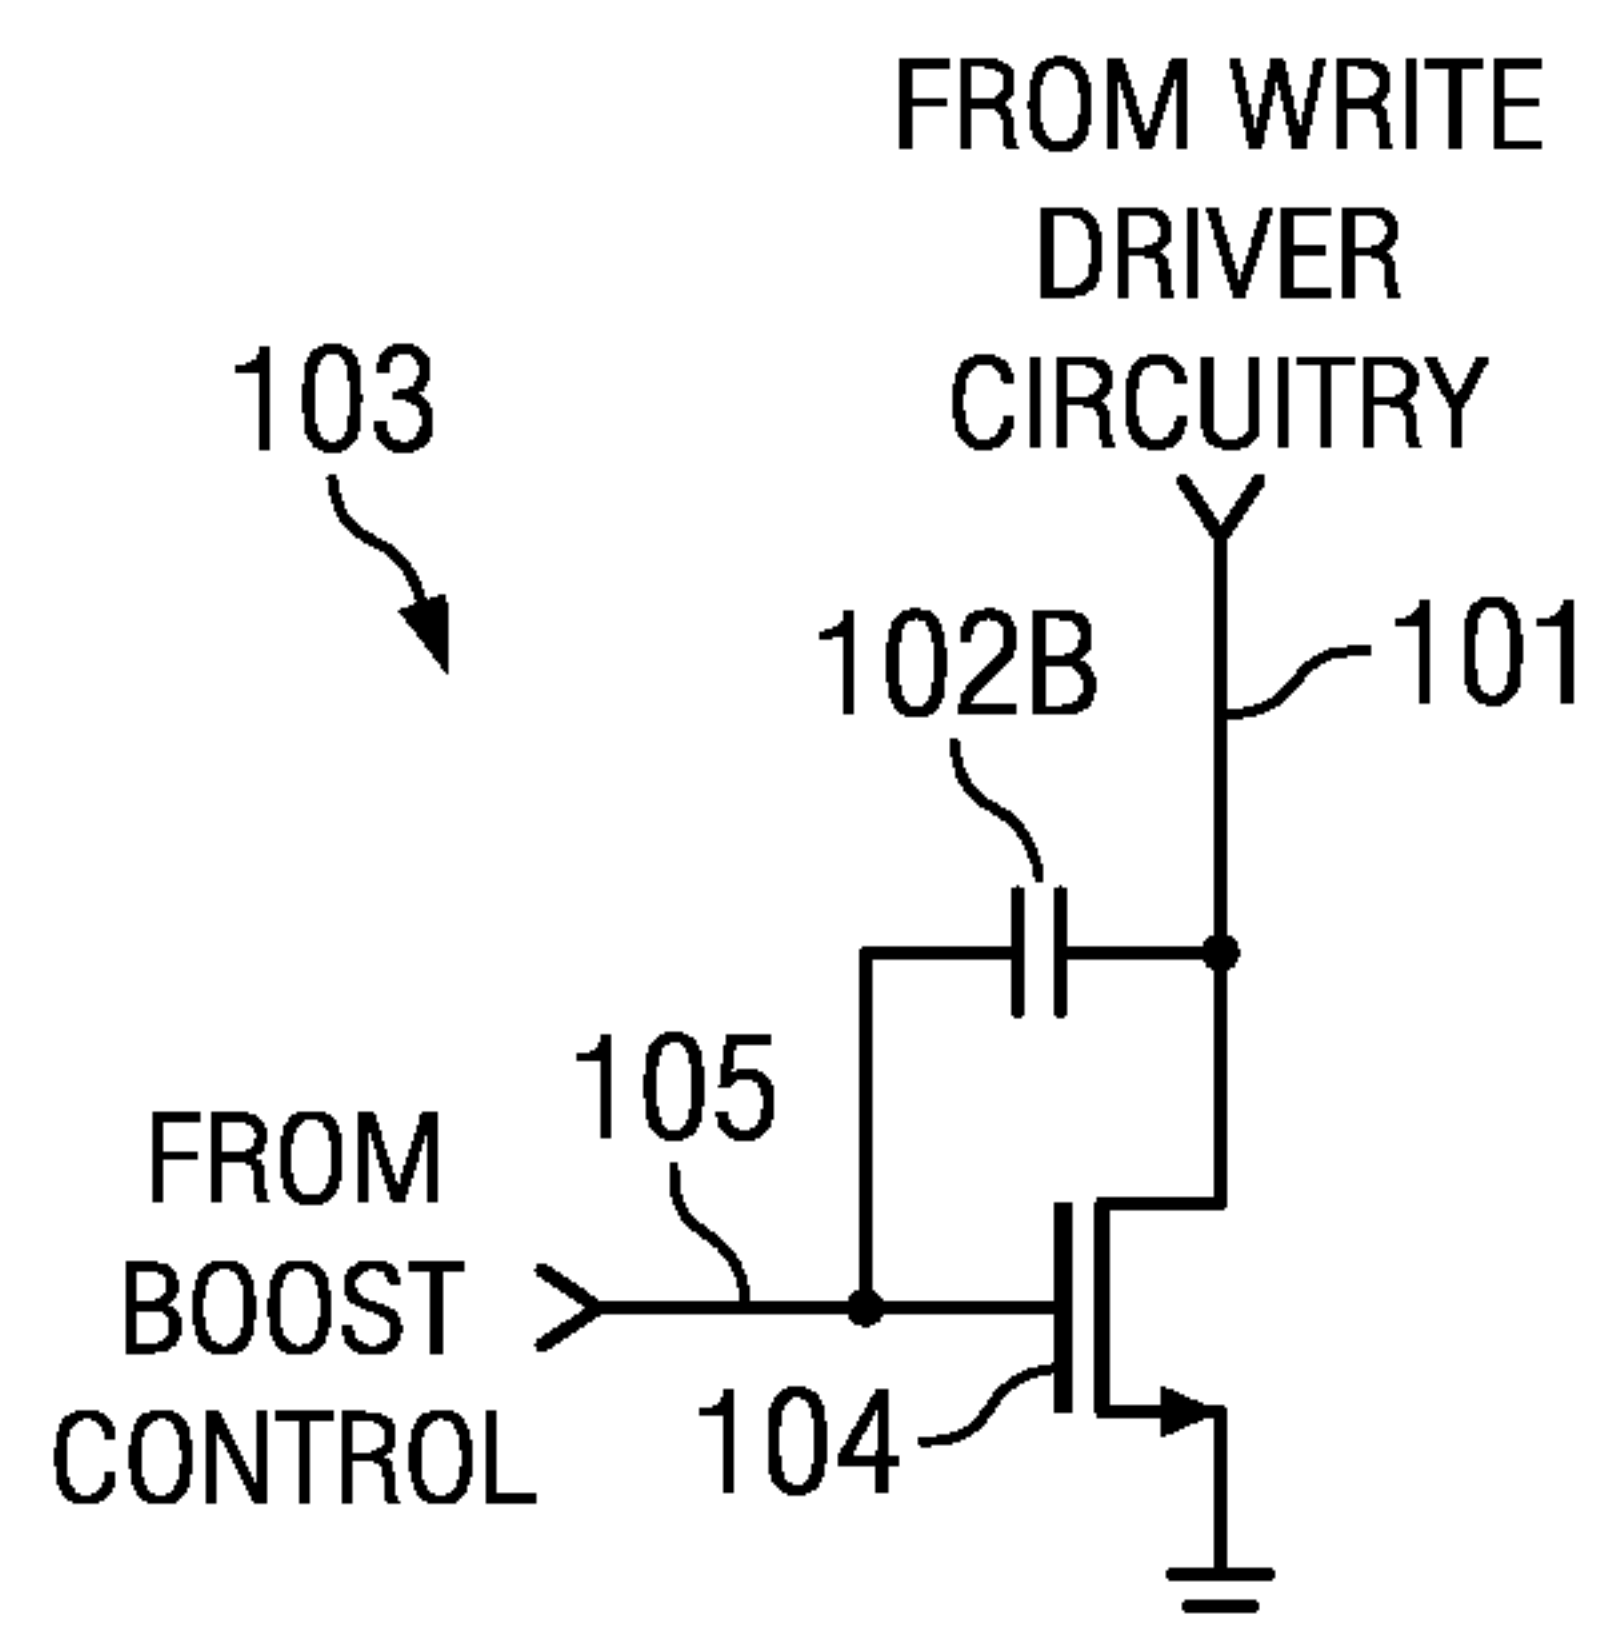 FROM WRITE
DRIVER
CIRCUITRY
103
102B
101
105
FROM
BOOST
CONTROL
104